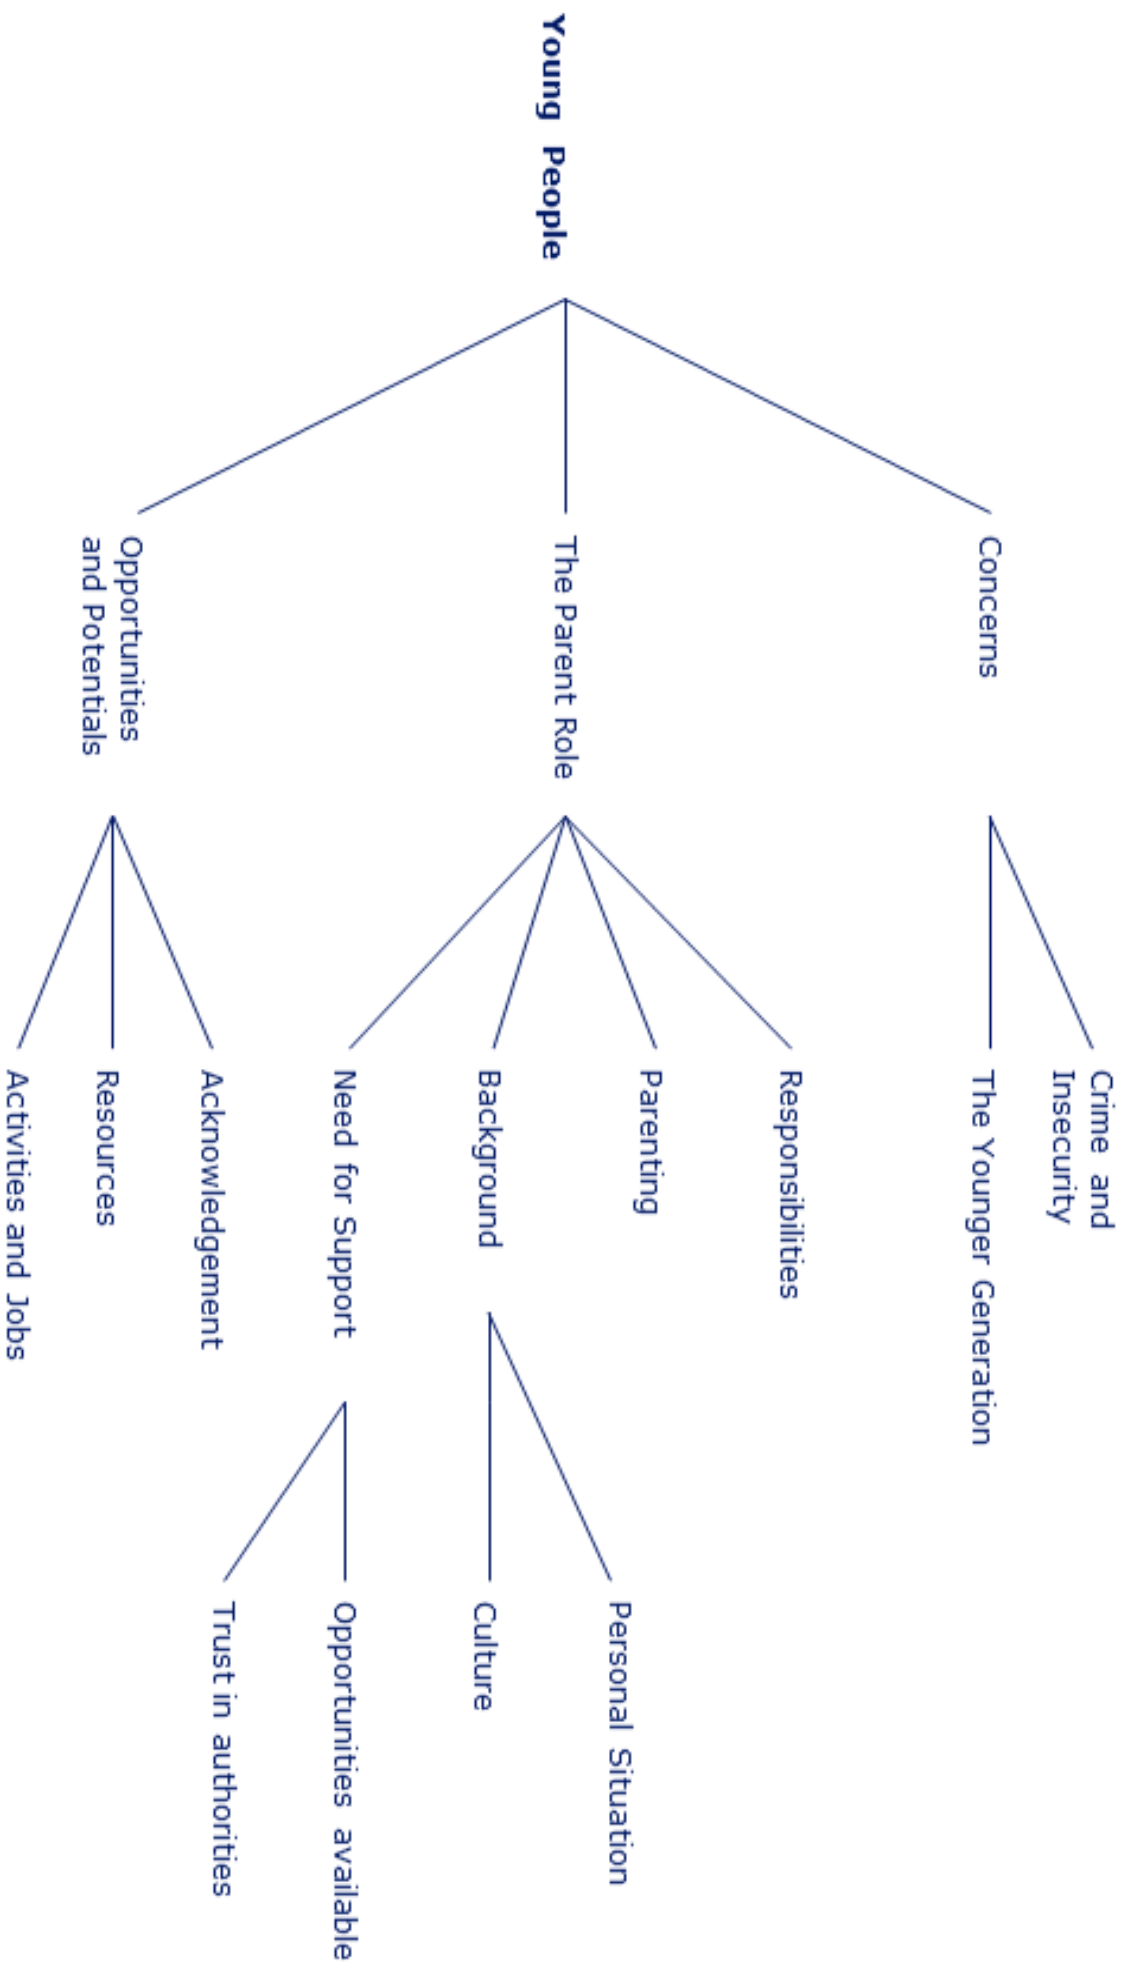 Young People
Concerns
The Parent Role
Opportunities
and Potentials
Crime and
Insecurity
The Younger Generation
Responsibilities
Parenting
Background
Need for Support
Acknowledgement
Resources
Activities and Jobs
Personal Situation
Culture
Opportunities available
Trust in authorities